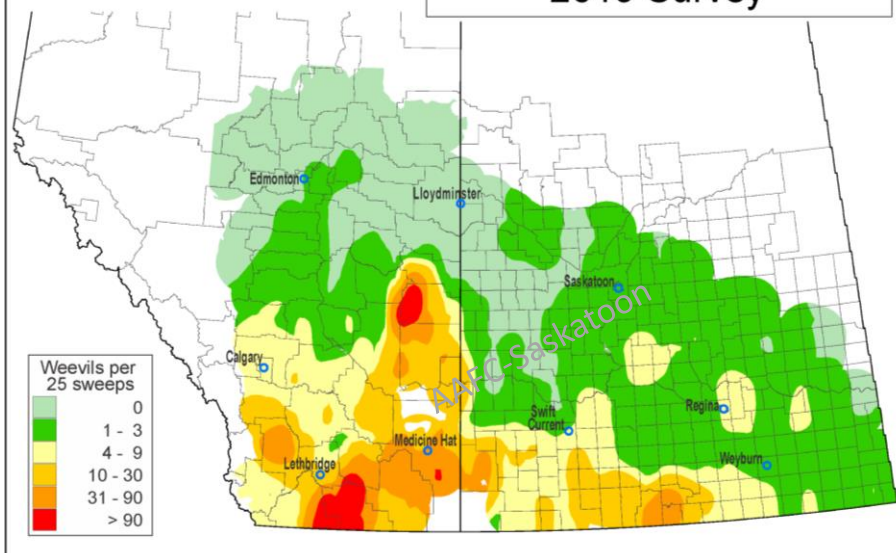 Edmonton
Lloydminster
Saskatoon
AAFC-Saskatoon
Calgary
Weevils per
25 sweeps
0
1 - 3
4 - 9
10 - 30
31 - 90
> 90
Swift
Current
Regina
Medicine Hat
Lethbridge
Weyburn